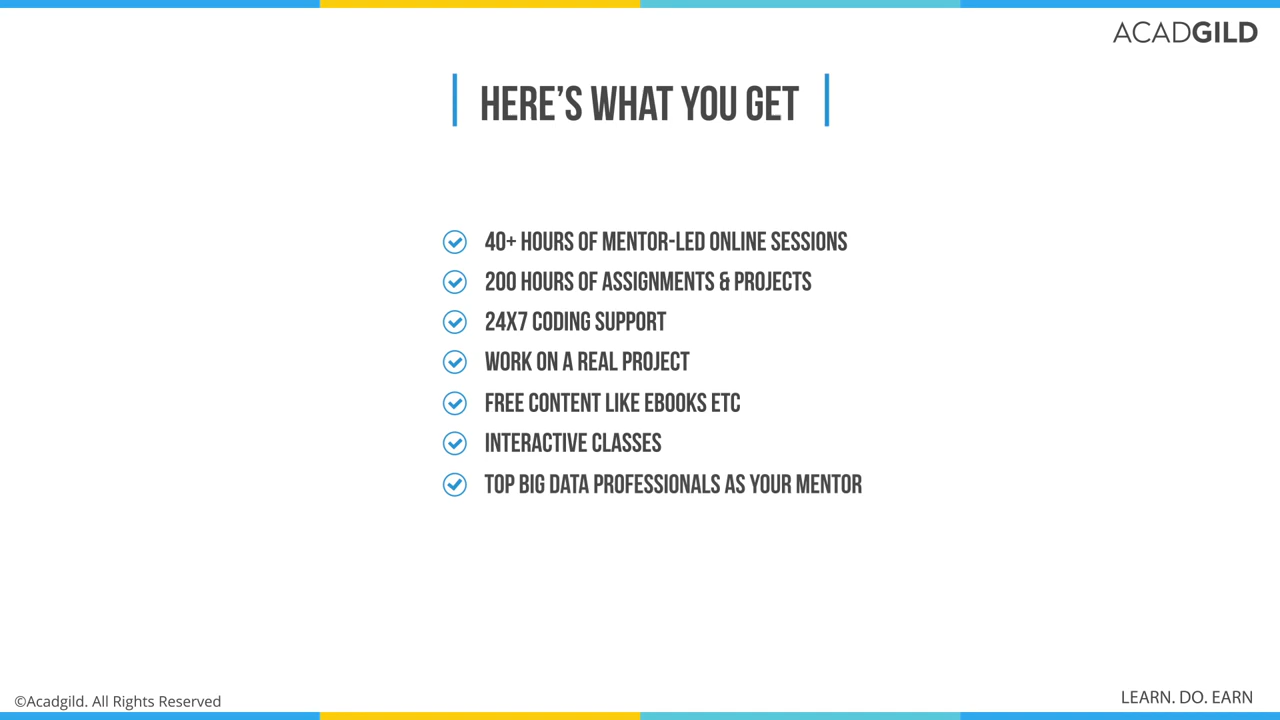 ACADGILD
HERE'S WHAT YOU GET
40+ HOURS OF MENTOR-LED ONLINE SESSIONS
200 HOURS OF ASSIGNMENTS & PROJECTS
24X7 CODING SUPPORT
WORK ON A REAL PROJECT
FREE CONTENT LIKE EBOOKS ETC
INTERACTIVE CLASSES
TOP BIG DATA PROFESSIONALS AS YOUR MENTOR
©Acadgild. All Rights Reserved
LEARN. DO. EARN